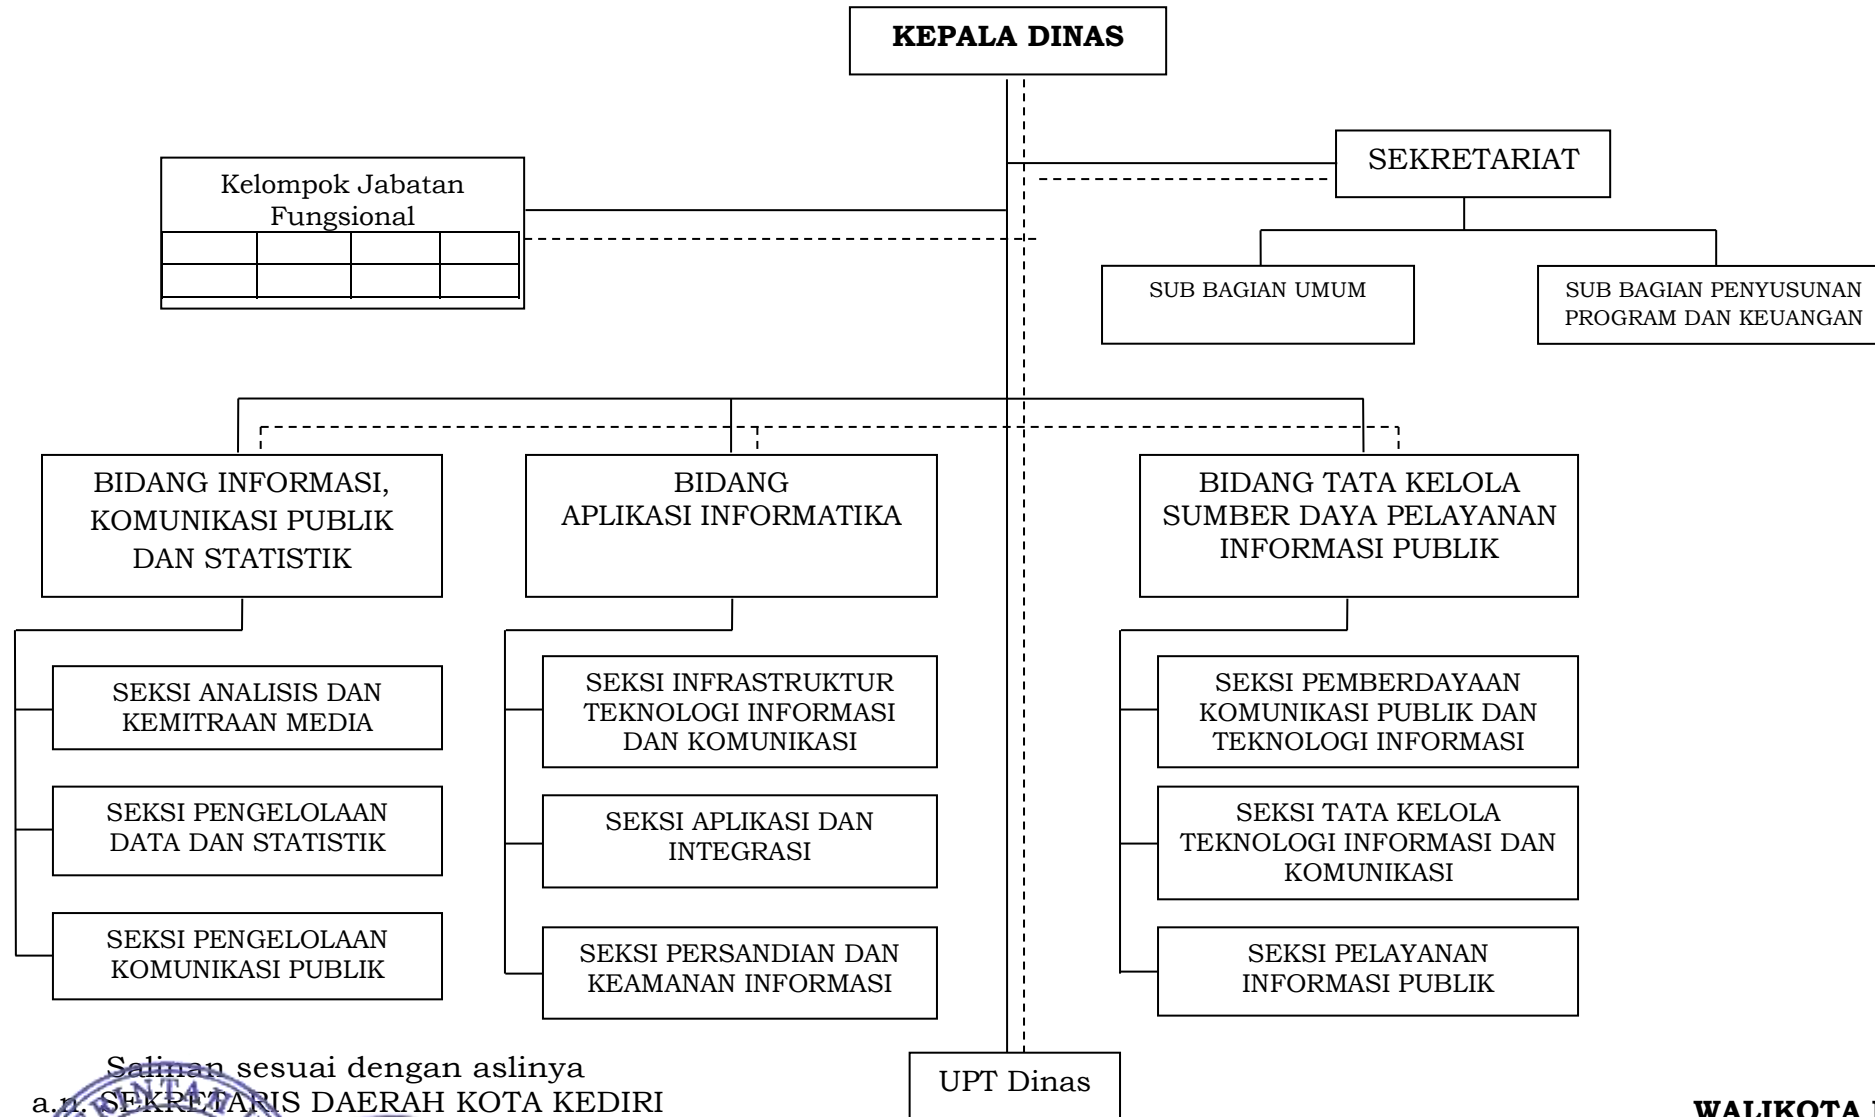 KEPALA DINAS
SEKRETARIAT
Kelompok Jabatan
Fungsional
SUB BAGIAN UMUM
SUB BAGIAN PENYUSUNAN
PROGRAM DAN KEUANGAN
BIDANG INFORMASI,
KOMUNIKASI PUBLIK
DAN STATISTIK
BIDANG
APLIKASI INFORMATIKA
BIDANG TATA KELOLA
SUMBER DAYA PELAYANAN
INFORMASI PUBLIK
SEKSI ANALISIS DAN
KEMITRAAN MEDIA
SEKSI PENGELOLAAN
DATA DAN STATISTIK
SEKSI PENGELOLAAN
KOMUNIKASI PUBLIK
SEKSI INFRASTRUKTUR
TEKNOLOGI INFORMASI
DAN KOMUNIKASI
SEKSI APLIKASI DAN
INTEGRASI
SEKSI PERSANDIAN DAN
KEAMANAN INFORMASI
SEKSI PEMBERDAYAAN
KOMUNIKASI PUBLIK DAN
TEKNOLOGI INFORMASI
SEKSI TATA KELOLA
TEKNOLOGI INFORMASI DAN
KOMUNIKASI
SEKSI PELAYANAN
INFORMASI PUBLIK
UPT Dinas
Salinan sesuai dengan aslinya
a.n. SEKRETARIS DAERAH KOTA KEDIRI
WALIKOTA